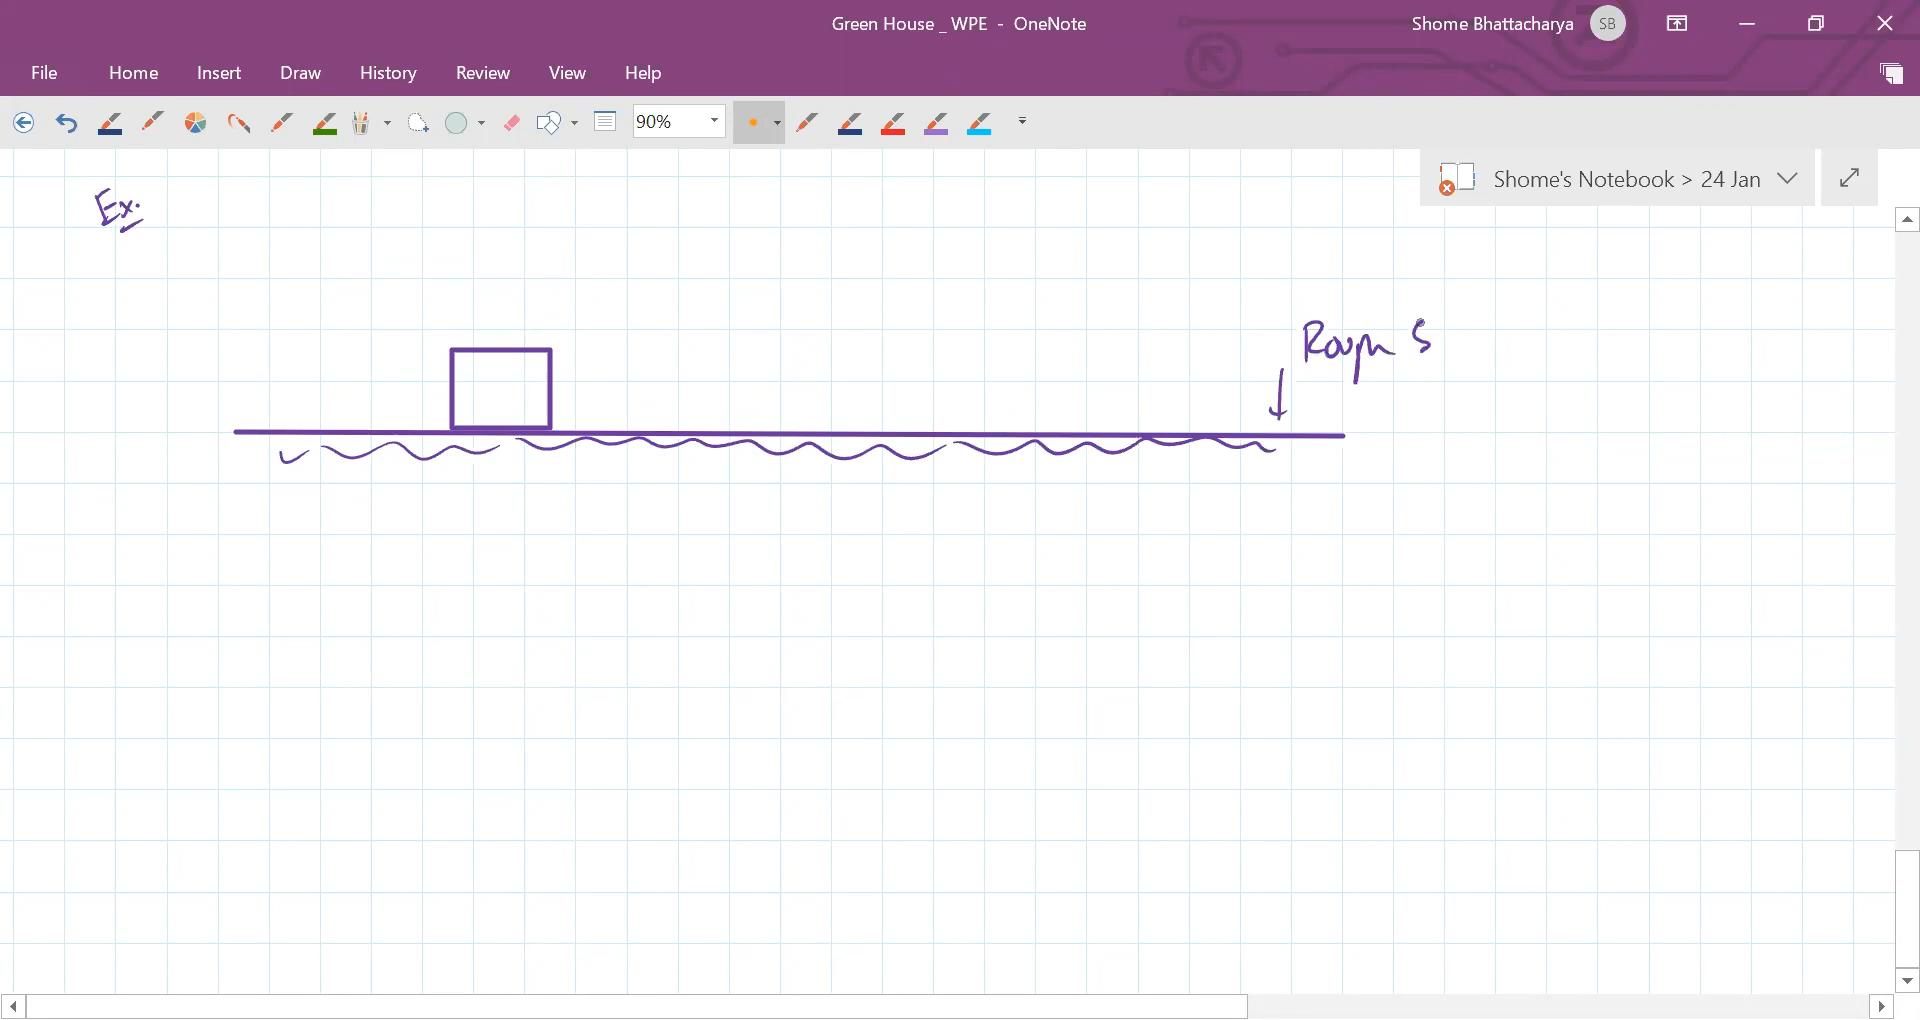 Green House _ WPE - OneNote
Shome Bhattacharya
SB
File Home Insert Draw History Review View Help
90%
Shome's Notebook > 24 Jan
Ex.
Rough S